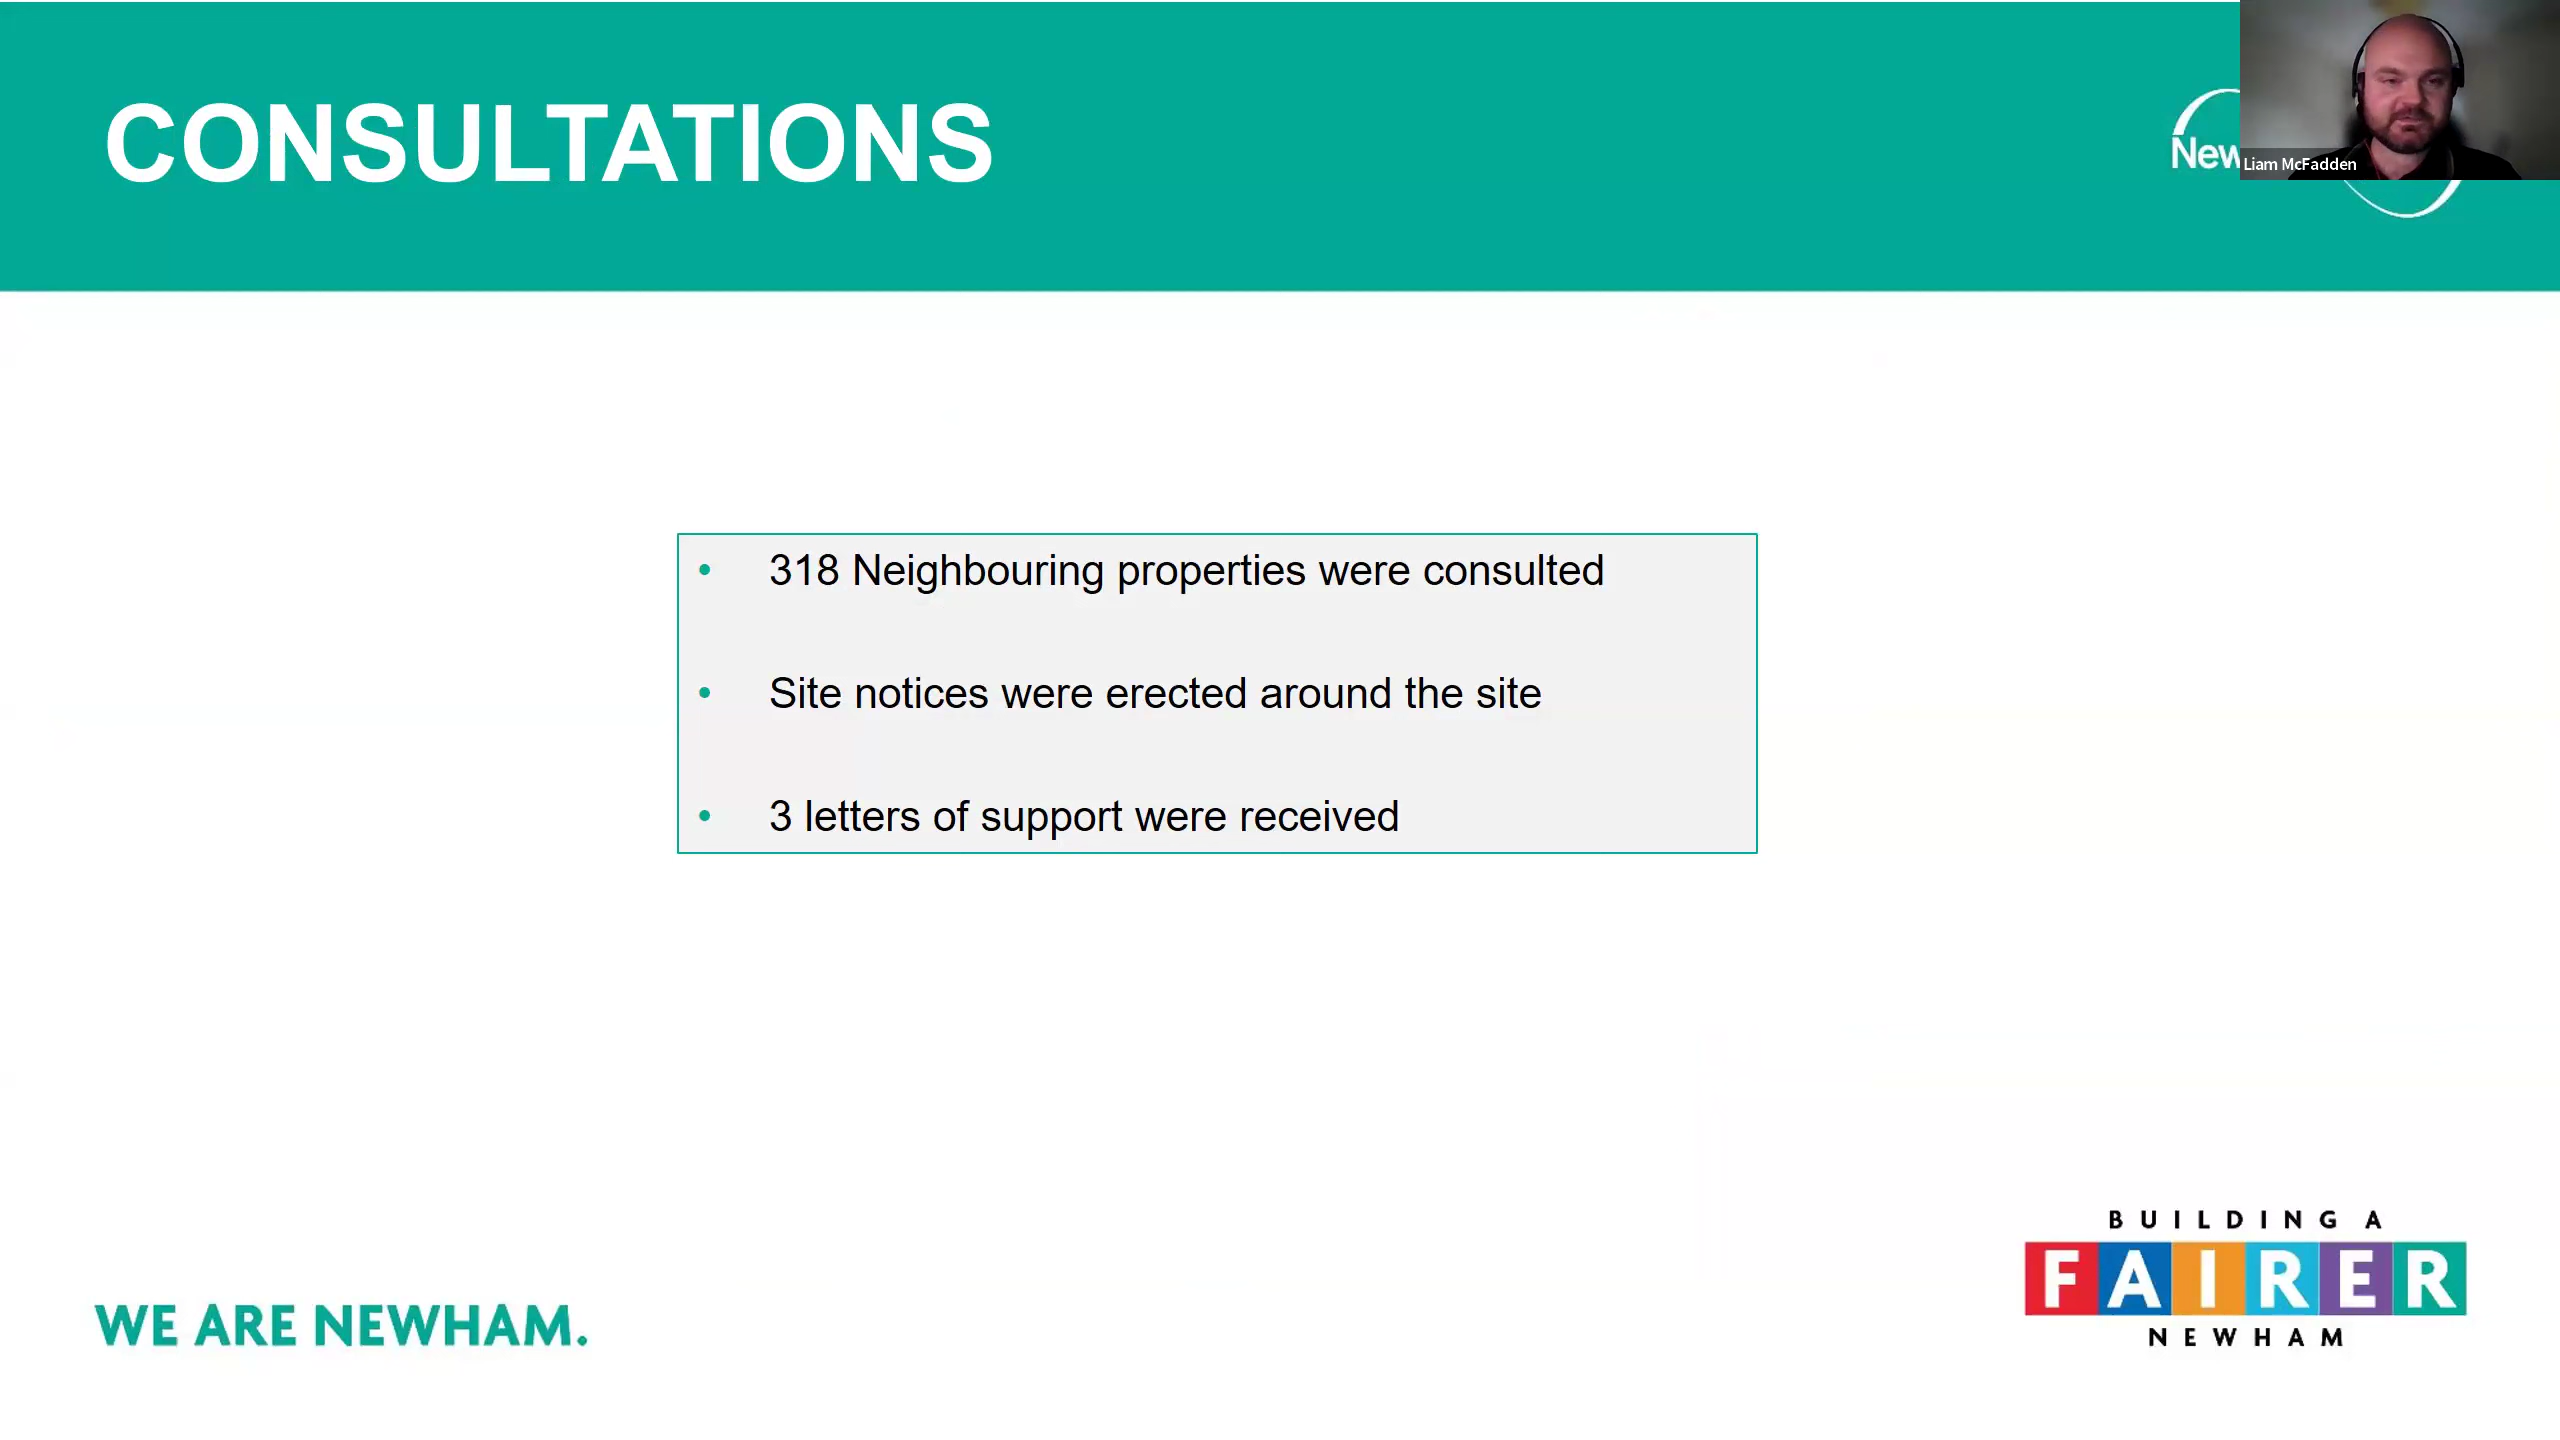 CONSULTATIONS
New
Liam McFadden
• 318 Neighbouring properties were consulted
• Site notices were erected around the site
• 3 letters of support were received
WE ARE NEWHAM.
BUILDING A
FAIRER
NEWHAM